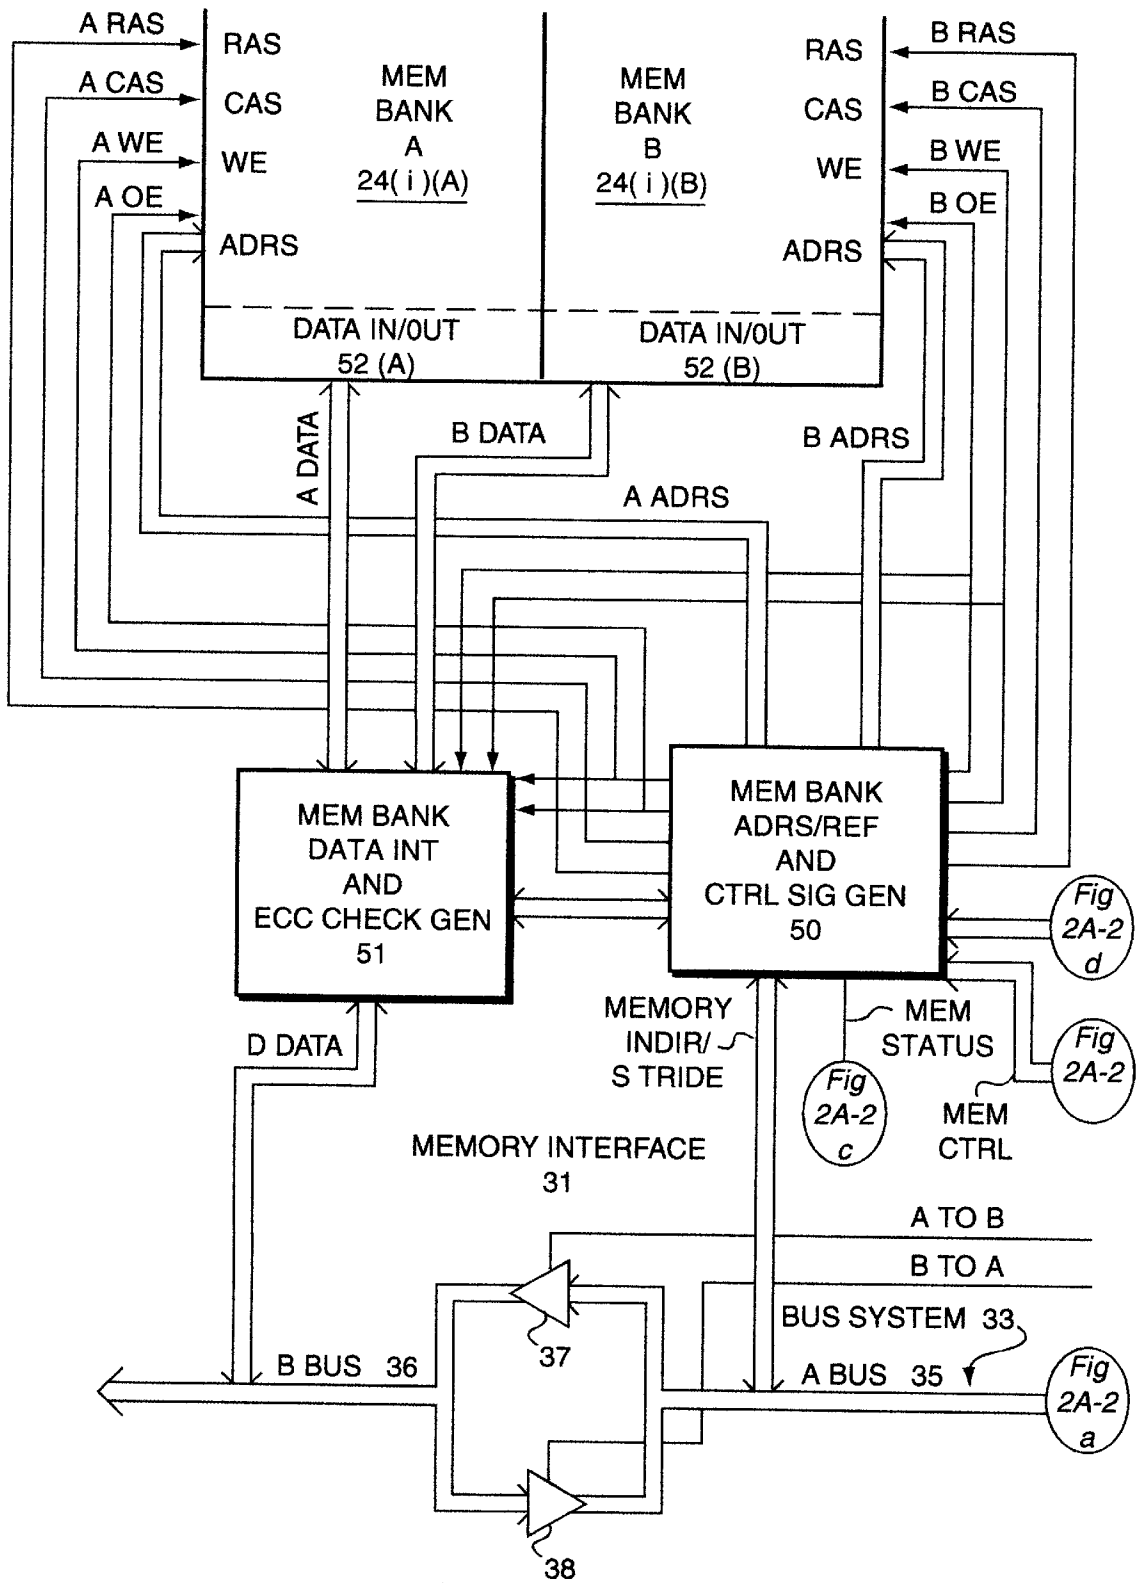 A RAS
A CAS
A WE
A OE
RAS
CAS
WE
ADRS
MEM
BANK
A
24( i )(A)
MEM
BANK
B
24( i )(B)
RAS
CAS
WE
ADRS
B RAS
B CAS
B WE
B OE
DATA IN/0UT
52 (A)
DATA IN/0UT
52 (B)
A DATA
B DATA
B ADRS
A ADRS
MEM BANK
DATA INT
AND
ECC CHECK GEN
51
MEM BANK
ADRS/REF
AND
CTRL SIG GEN
50
Fig
2A-2
d
D DATA
MEMORY
INDIR/
S TRIDE
MEM
STATUS
Fig
2A-2
Fig
2A-2
c
MEM
CTRL
MEMORY INTERFACE
31
A TO B
B TO A
BUS SYSTEM 33
37
B BUS 36
A BUS 35
Fig
2A-2
a
38